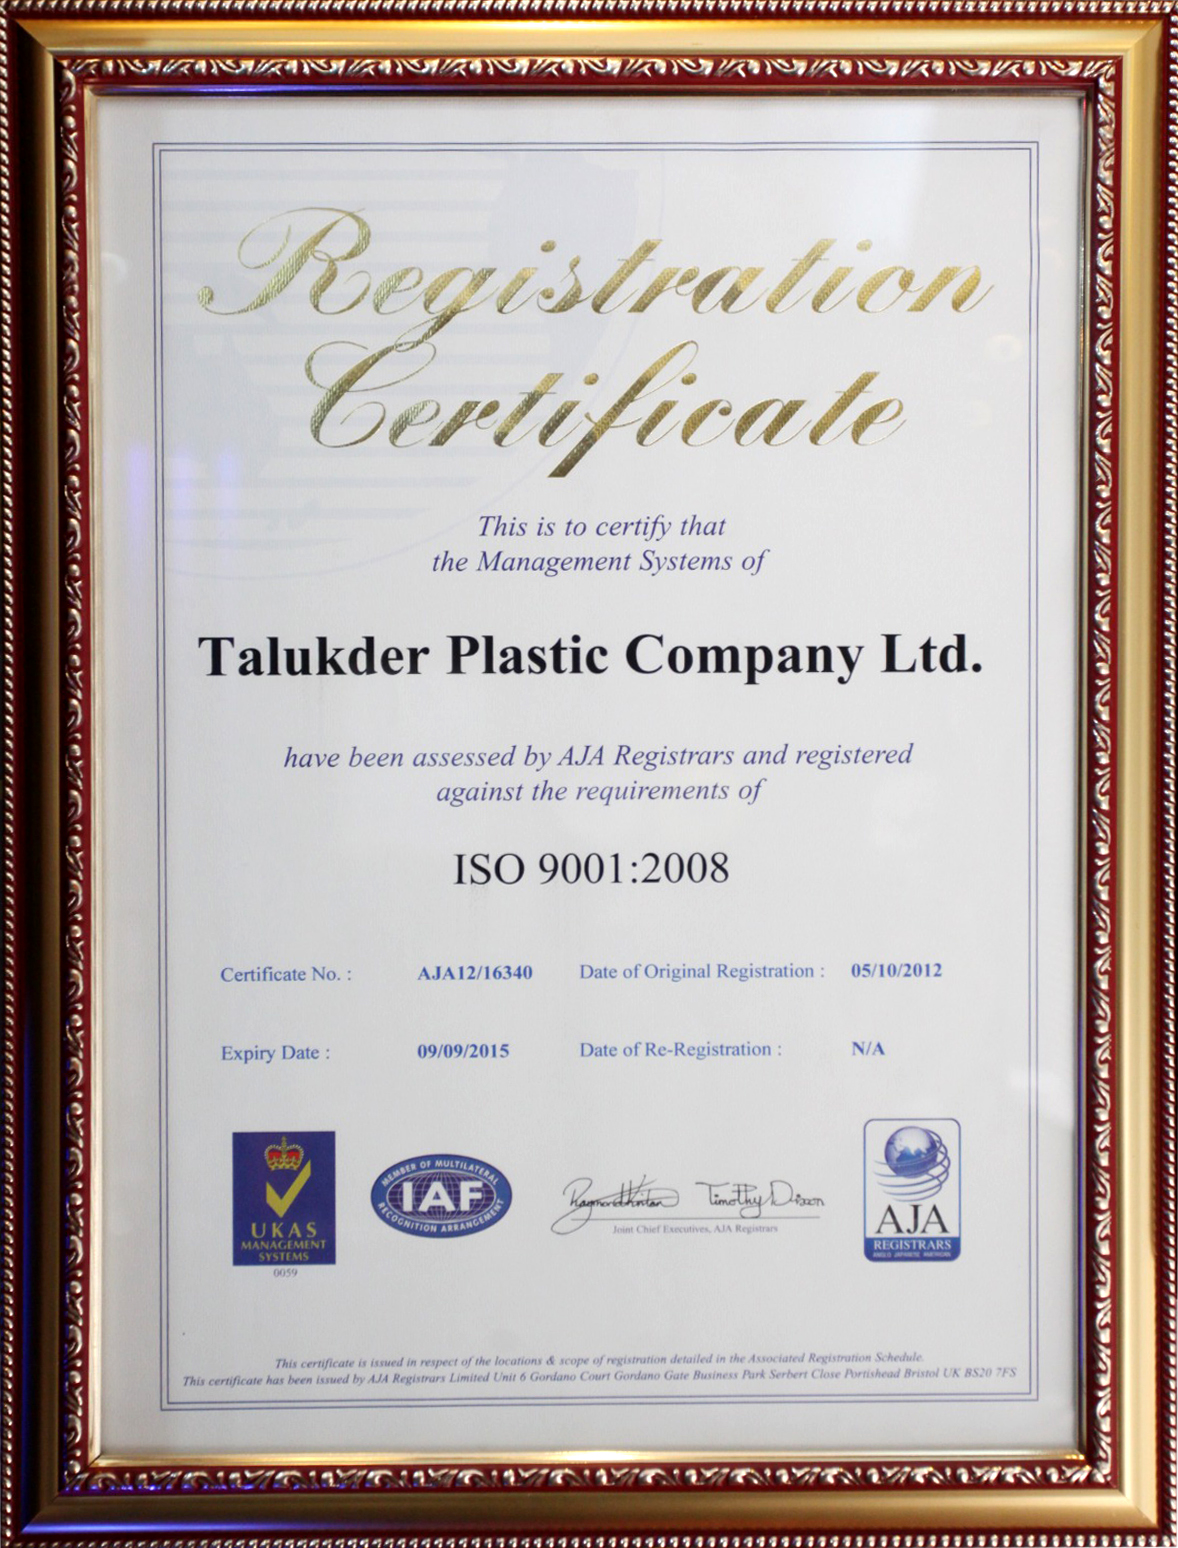 Registration
Certificate
This is to certify that
the Management Systems of
Talukder Plastic Company Ltd.
have been assessed by AJA Registrars and registered
against the requirements of
ISO 9001:2008
Certificate No. : AJA12/16340 Date of Original Registration : 05/10/2012
Expiry Date : 09/09/2015 Date of Re-Registration : N/A
UKAS
MANAGEMENT
SYSTEMS
0059
MEMBER OF MULTILATERAL
IAF
RECOGNITION ARRANGEMENT
Timothy Dixon
Joint Chief Executives, AJA Registrars
AJA
REGISTRARS
ANGLO JAPANESE AMERICAN
This certificate is issued in respect of the locations & scope of registration detailed in the Associated Registration Schedule.
This certificate has been issued by AJA Registrars Limited Unit 6 Gordano Court Gordano Gate Business Park Serbert Close Portishead Bristol UK BS20 7FS